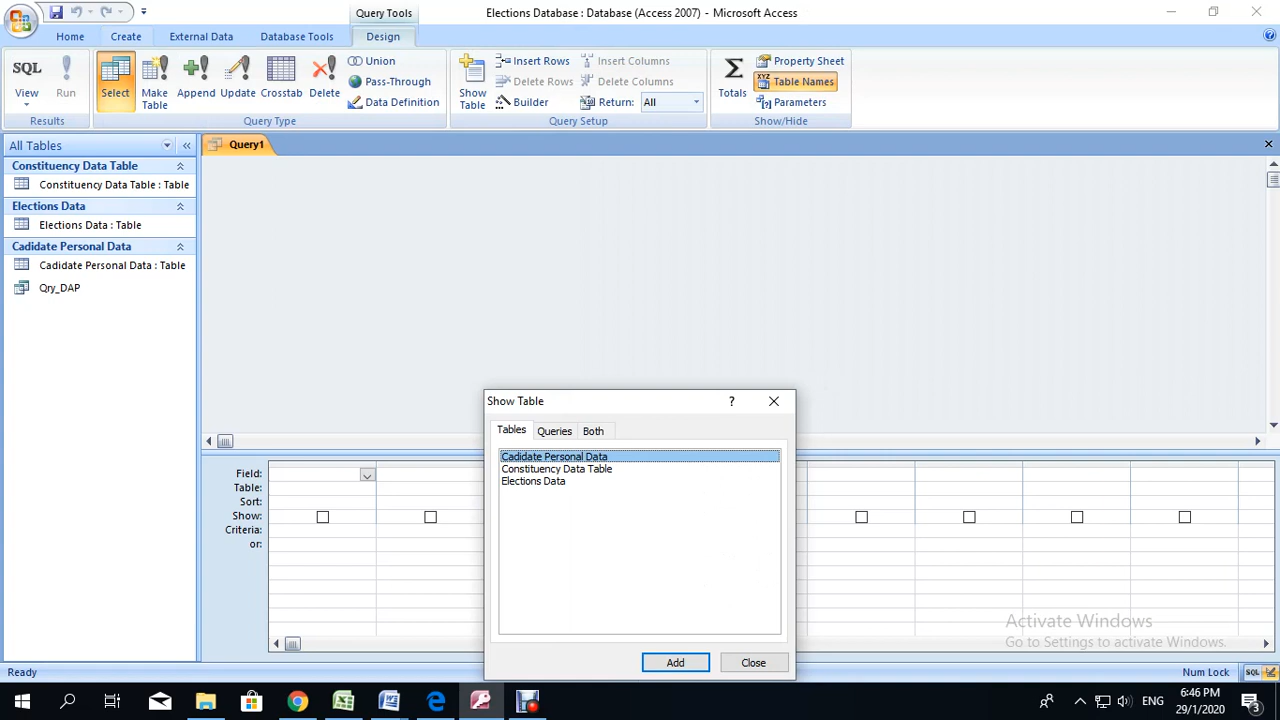 Query Tools
Elections Database : Database (Access 2007) - Microsoft Access
Home Create External Data Database Tools Design
SQL
View
Run
Results
Select
Make Table
Append
Update
Crosstab
Delete
Union
Pass-Through
Data Definition
Query Type
Show Table
Insert Rows
Delete Rows
Builder
Insert Columns
Delete Columns
Return: All
Query Setup
Totals
Property Sheet
XYZ Table Names
Parameters
Show/Hide
All Tables
Constituency Data Table
Constituency Data Table : Table
Elections Data
Elections Data : Table
Cadidate Personal Data
Cadidate Personal Data : Table
Qry_DAP
Query1
Show Table
?
Tables Queries Both
Cadidate Personal Data
Constituency Data Table
Elections Data
Add Close
Field:
Table:
Sort:
Show:
Criteria:
or:
Activate Windows
Go to Settings to activate Windows.
Ready
Num Lock
SQL
ENG
6:46 PM
29/1/2020
3